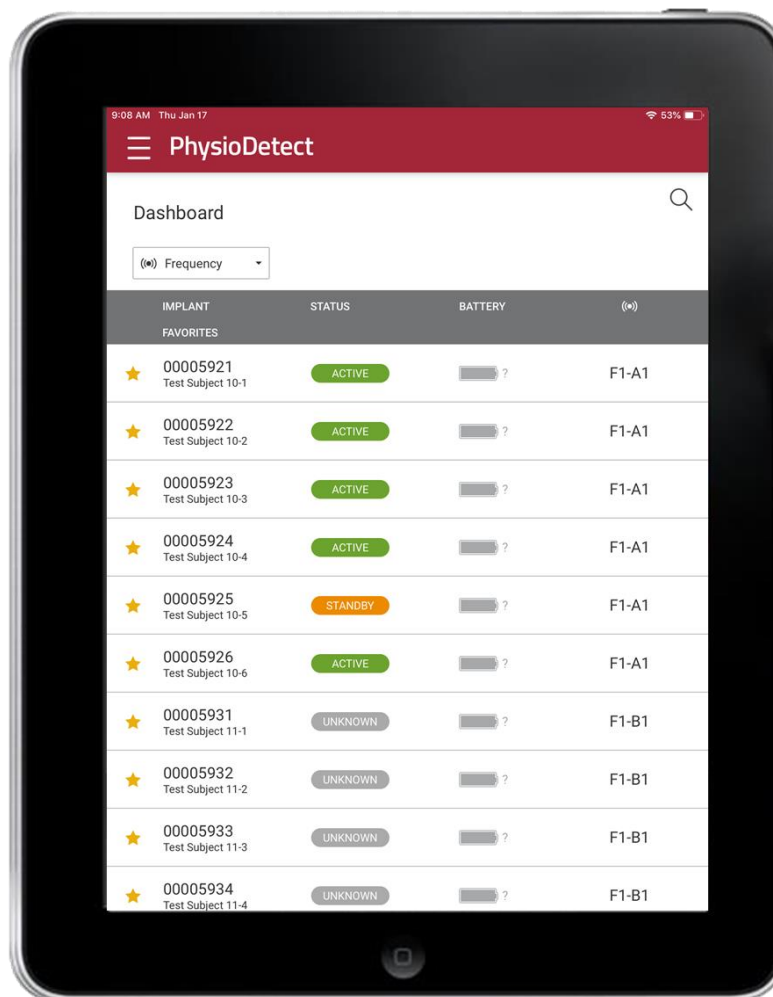 9:08 AM Thu Jan 17 53%
PhysioDetect
Dashboard
((•)) Frequency
IMPLANT STATUS BATTERY ((•))
FAVORITES
00005921 ACTIVE ? F1-A1
Test Subject 10-1
00005922 ACTIVE ? F1-A1
Test Subject 10-2
00005923 ACTIVE ? F1-A1
Test Subject 10-3
00005924 ACTIVE ? F1-A1
Test Subject 10-4
00005925 STANDBY ? F1-A1
Test Subject 10-5
00005926 ACTIVE ? F1-A1
Test Subject 10-6
00005931 UNKNOWN ? F1-B1
Test Subject 11-1
00005932 UNKNOWN ? F1-B1
Test Subject 11-2
00005933 UNKNOWN ? F1-B1
Test Subject 11-3
00005934 UNKNOWN ? F1-B1
Test Subject 11-4